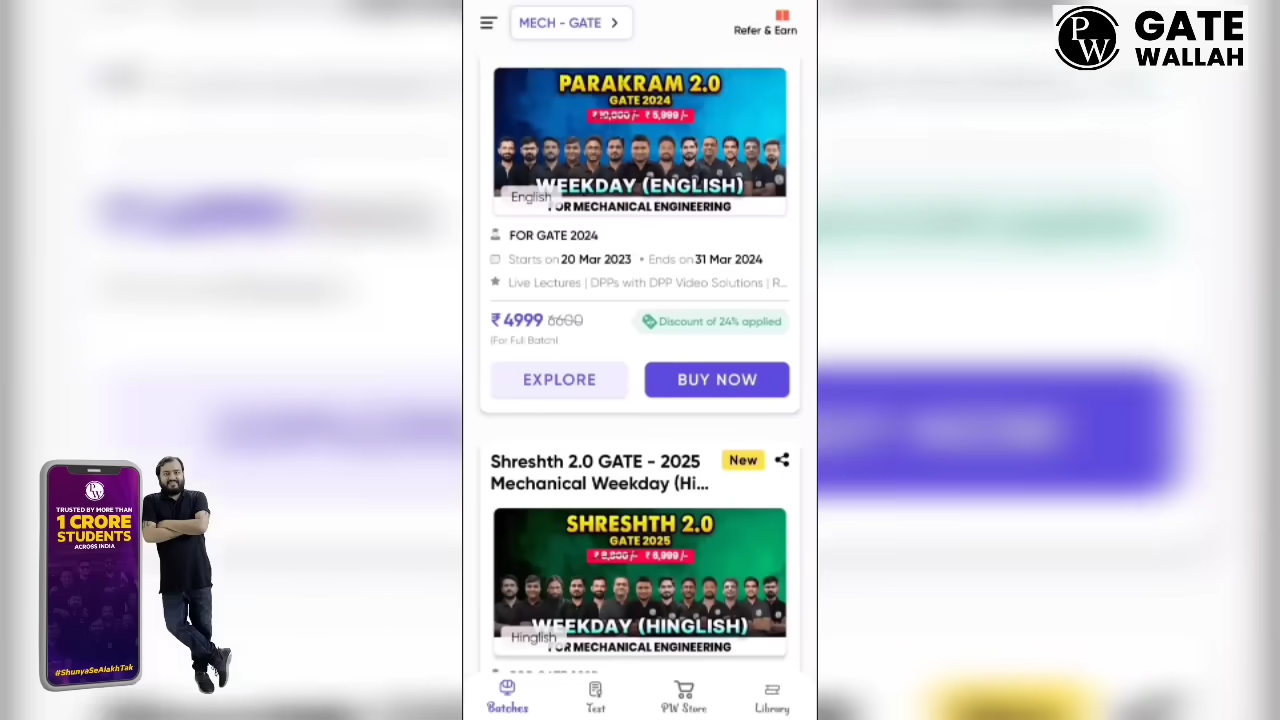 MECH - GATE
Refer & Earn
GATE
WALLAH
PW
PARAKRAM 2.0
GATE 2024
₹ 10,000/- ₹ 5,999 /-
WEEKDAY (ENGLISH)
English
FOR MECHANICAL ENGINEERING
FOR GATE 2024
Starts on 20 Mar 2023 • Ends on 31 Mar 2024
Live Lectures | DPPs with DPP Video Solutions | R...
₹ 4999 6600 Discount of 24% applied
(For Full Batch)
EXPLORE BUY NOW
Shreshth 2.0 GATE - 2025 New
Mechanical Weekday (Hi...
SHRESHTH 2.0
GATE 2025
₹ 6,999 /-
WEEKDAY (HINGLISH)
Hinglish
FOR MECHANICAL ENGINEERING
Batches Test PW Store Library
PW
TRUSTED BY MORE THAN
1 CRORE
STUDENTS
ACROSS INDIA
#ShunyaSeAlakhTak